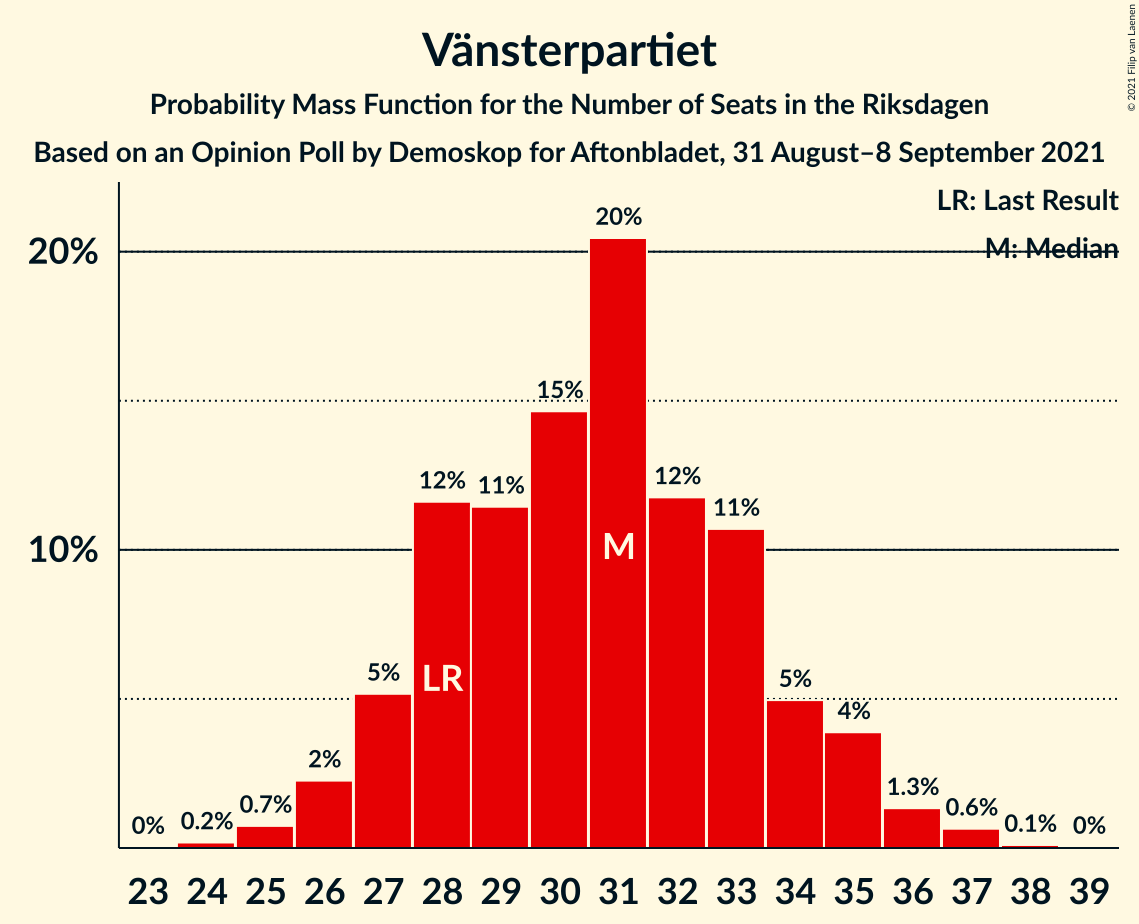 Vänsterpartiet
Probability Mass Function for the Number of Seats in the Riksdagen
Based on an Opinion Poll by Demoskop for Aftonbladet, 31 August–8 September 2021
© 2021 Filip van Laenen
LR: Last Result
M: Median
20%
10%
0%
0.2%
0.7%
2%
5%
12%
11%
15%
20%
12%
11%
5%
4%
1.3%
0.6%
0.1%
0%
LR
M
23 24 25 26 27 28 29 30 31 32 33 34 35 36 37 38 39